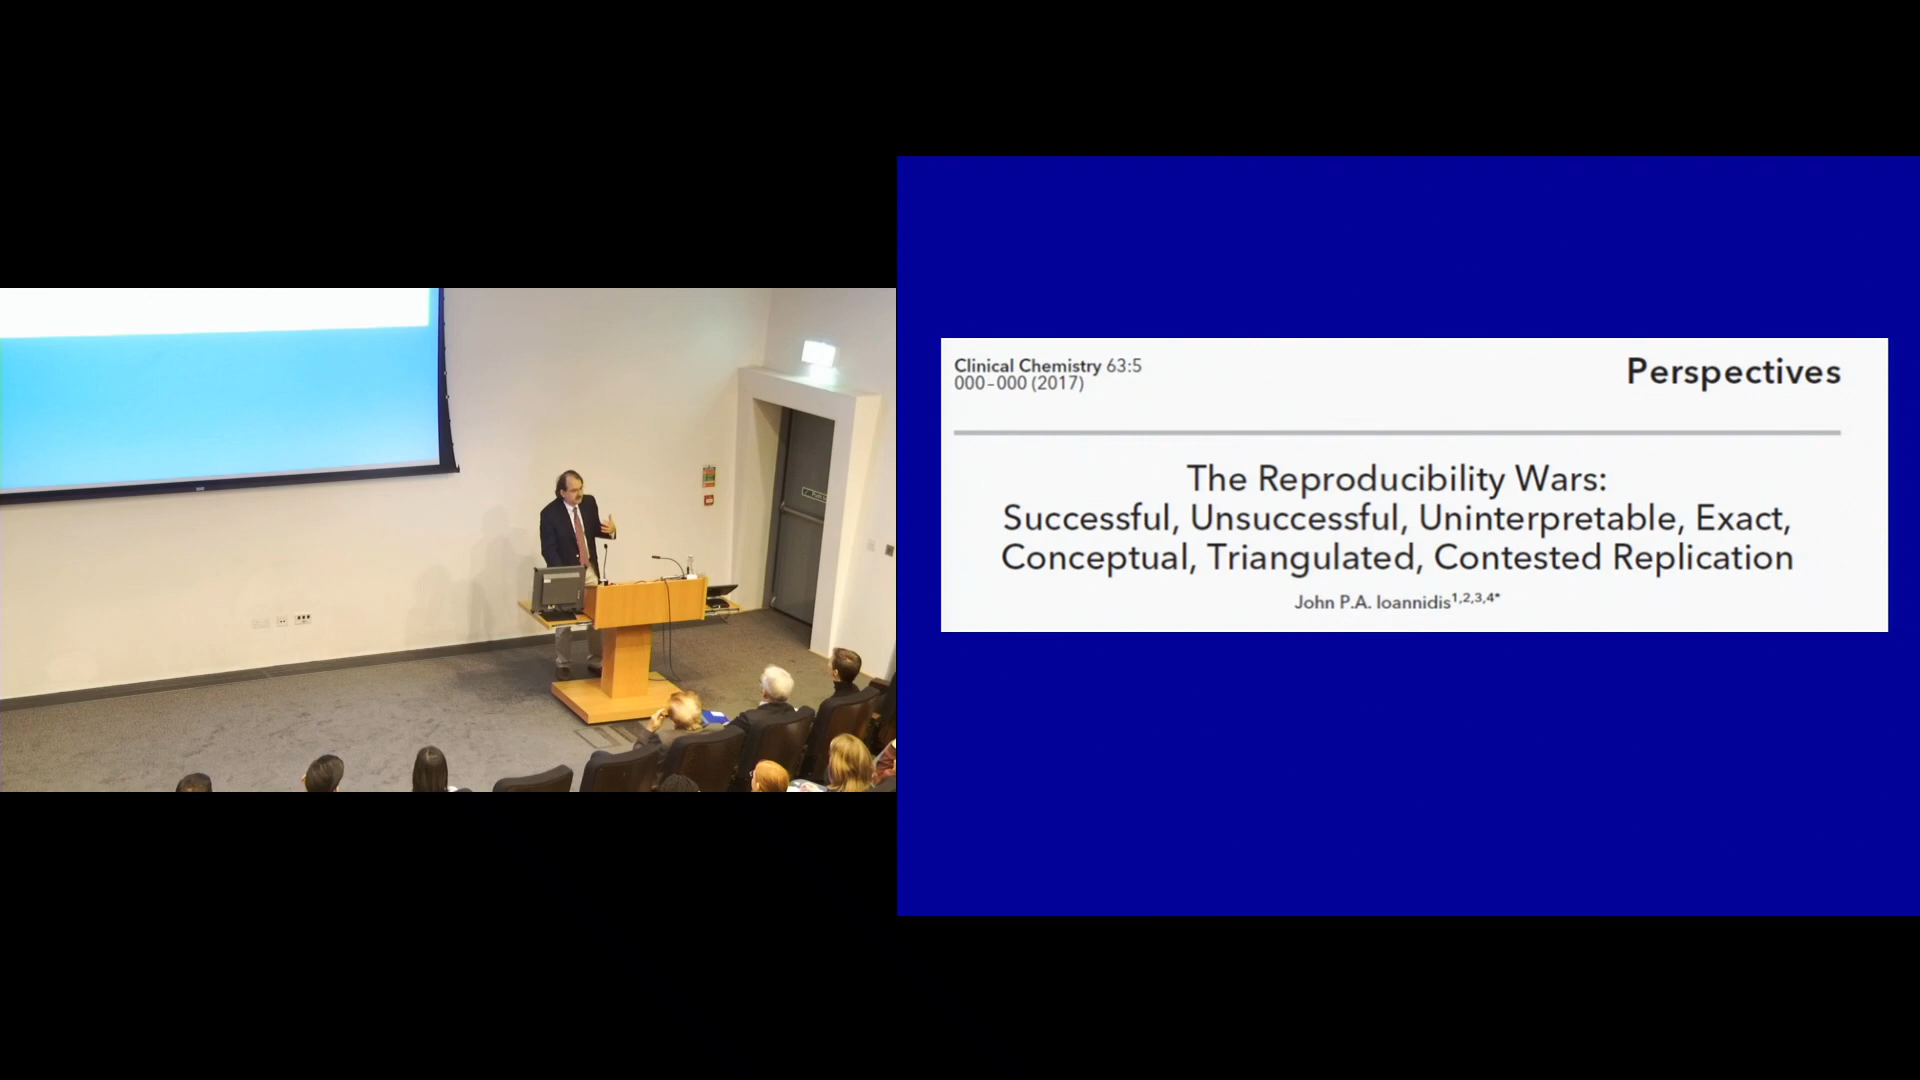 Clinical Chemistry 63:5
000–000 (2017)
Perspectives
The Reproducibility Wars:
Successful, Unsuccessful, Uninterpretable, Exact,
Conceptual, Triangulated, Contested Replication
John P.A. Ioannidis1,2,3,4*